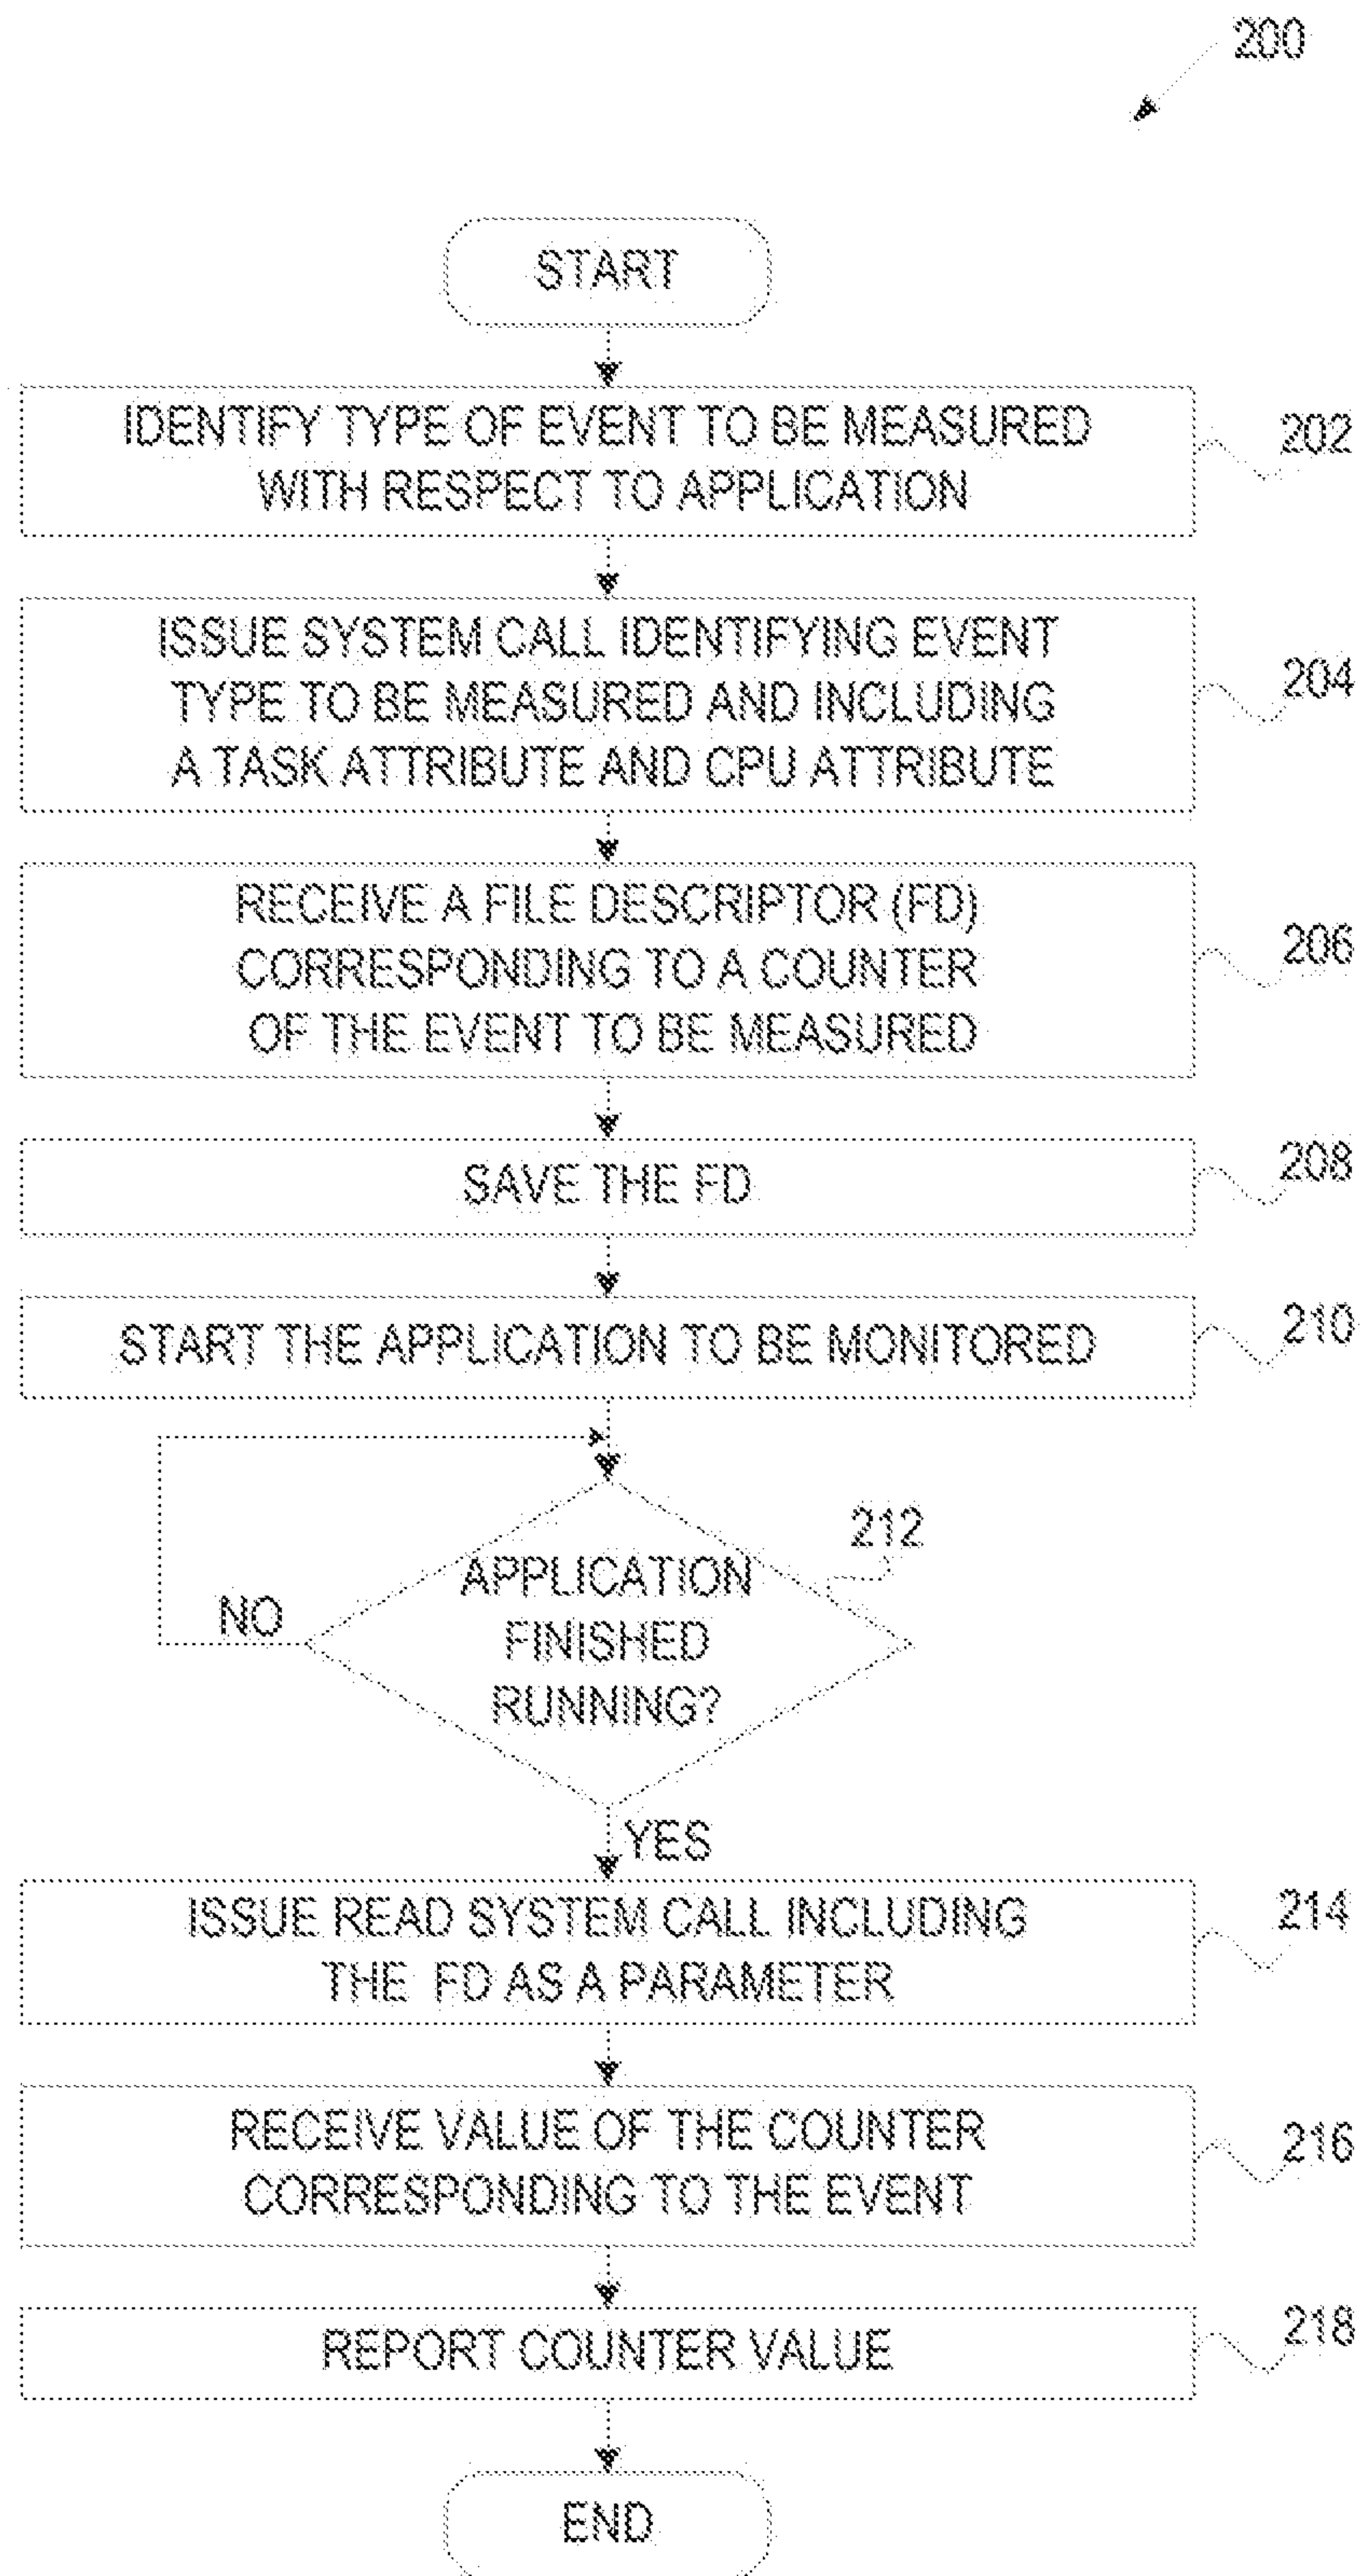 200
START
IDENTIFY TYPE OF EVENT TO BE MEASURED
WITH RESPECT TO APPLICATION
202
ISSUE SYSTEM CALL IDENTIFYING EVENT
TYPE TO BE MEASURED AND INCLUDING
A TASK ATTRIBUTE AND CPU ATTRIBUTE
204
RECEIVE A FILE DESCRIPTOR (FD)
CORRESPONDING TO A COUNTER
OF THE EVENT TO BE MEASURED
206
SAVE THE FD
208
START THE APPLICATION TO BE MONITORED
210
212
APPLICATION
FINISHED
RUNNING?
NO
YES
ISSUE READ SYSTEM CALL INCLUDING
THE FD AS A PARAMETER
214
RECEIVE VALUE OF THE COUNTER
CORRESPONDING TO THE EVENT
216
REPORT COUNTER VALUE
218
END